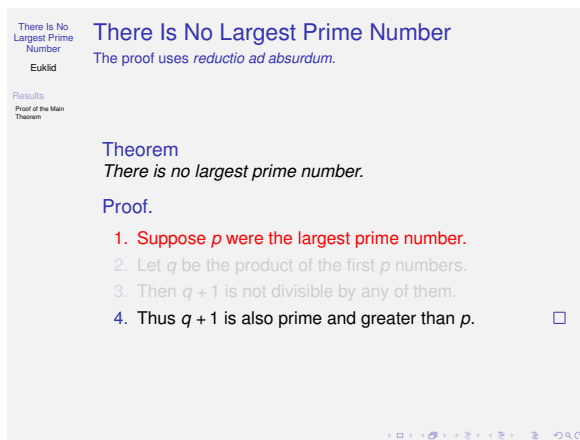 There Is No
Largest Prime
Number
Euklid
Results
Proof of the Main
Theorem
There Is No Largest Prime Number
The proof uses reductio ad absurdum.
Theorem
There is no largest prime number.
Proof.
1. Suppose p were the largest prime number.
2. Let q be the product of the first p numbers.
3. Then q + 1 is not divisible by any of them.
4. Thus q + 1 is also prime and greater than p.